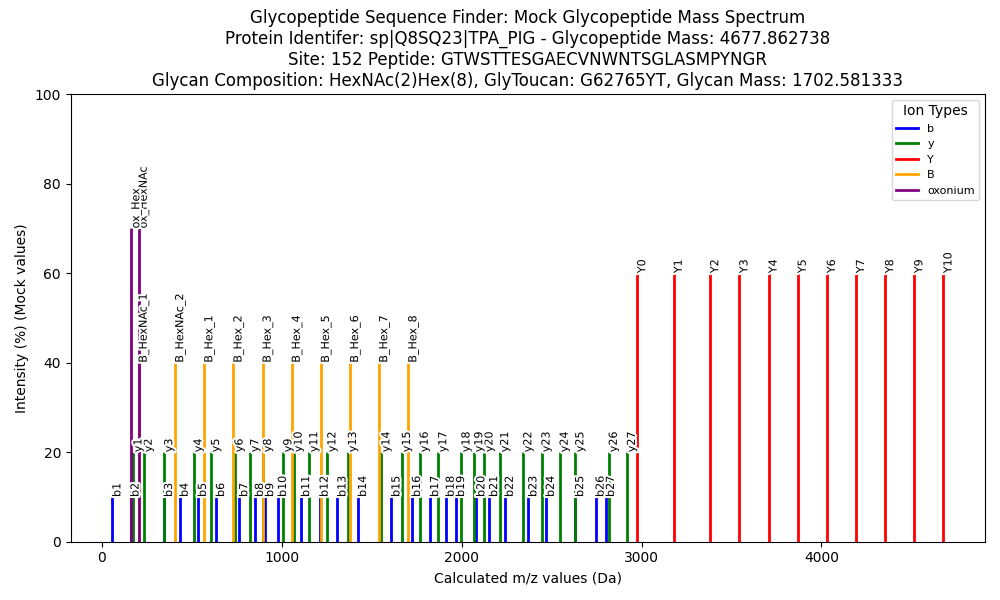 Glycopeptide Sequence Finder: Mock Glycopeptide Mass Spectrum
Protein Identifer: sp|Q8SQ23|TPA_PIG - Glycopeptide Mass: 4677.862738
Site: 152 Peptide: GTWSTTESGAECVNWNTSGLASMPYNGR
Glycan Composition: HexNAc(2)Hex(8), GlyToucan: G62765YT, Glycan Mass: 1702.581333
Intensity (%) (Mock values)
100
80
60
40
20
0
Ion Types
b
y
Y
B
oxonium
ox_Hex
ox_HexNAc
B_HexNAc_1
B_HexNAc_2
B_Hex_1
B_Hex_2
B_Hex_3
B_Hex_4
B_Hex_5
B_Hex_6
B_Hex_7
B_Hex_8
Y0
Y1
Y2
Y3
Y4
Y5
Y6
Y7
Y8
Y9
Y10
y1
y2
y3
y4
y5
y6
y7
y8
y9
y10
y11
y12
y13
y14
y15
y16
y17
y18
y19
y20
y21
y22
y23
y24
y25
y26
y27
b1
b2
b3
b4
b5
b6
b7
b8
b9
b10
b11
b12
b13
b14
b15
b16
b17
b18
b19
b20
b21
b22
b23
b24
b25
b26
b27
0
1000
2000
3000
4000
Calculated m/z values (Da)